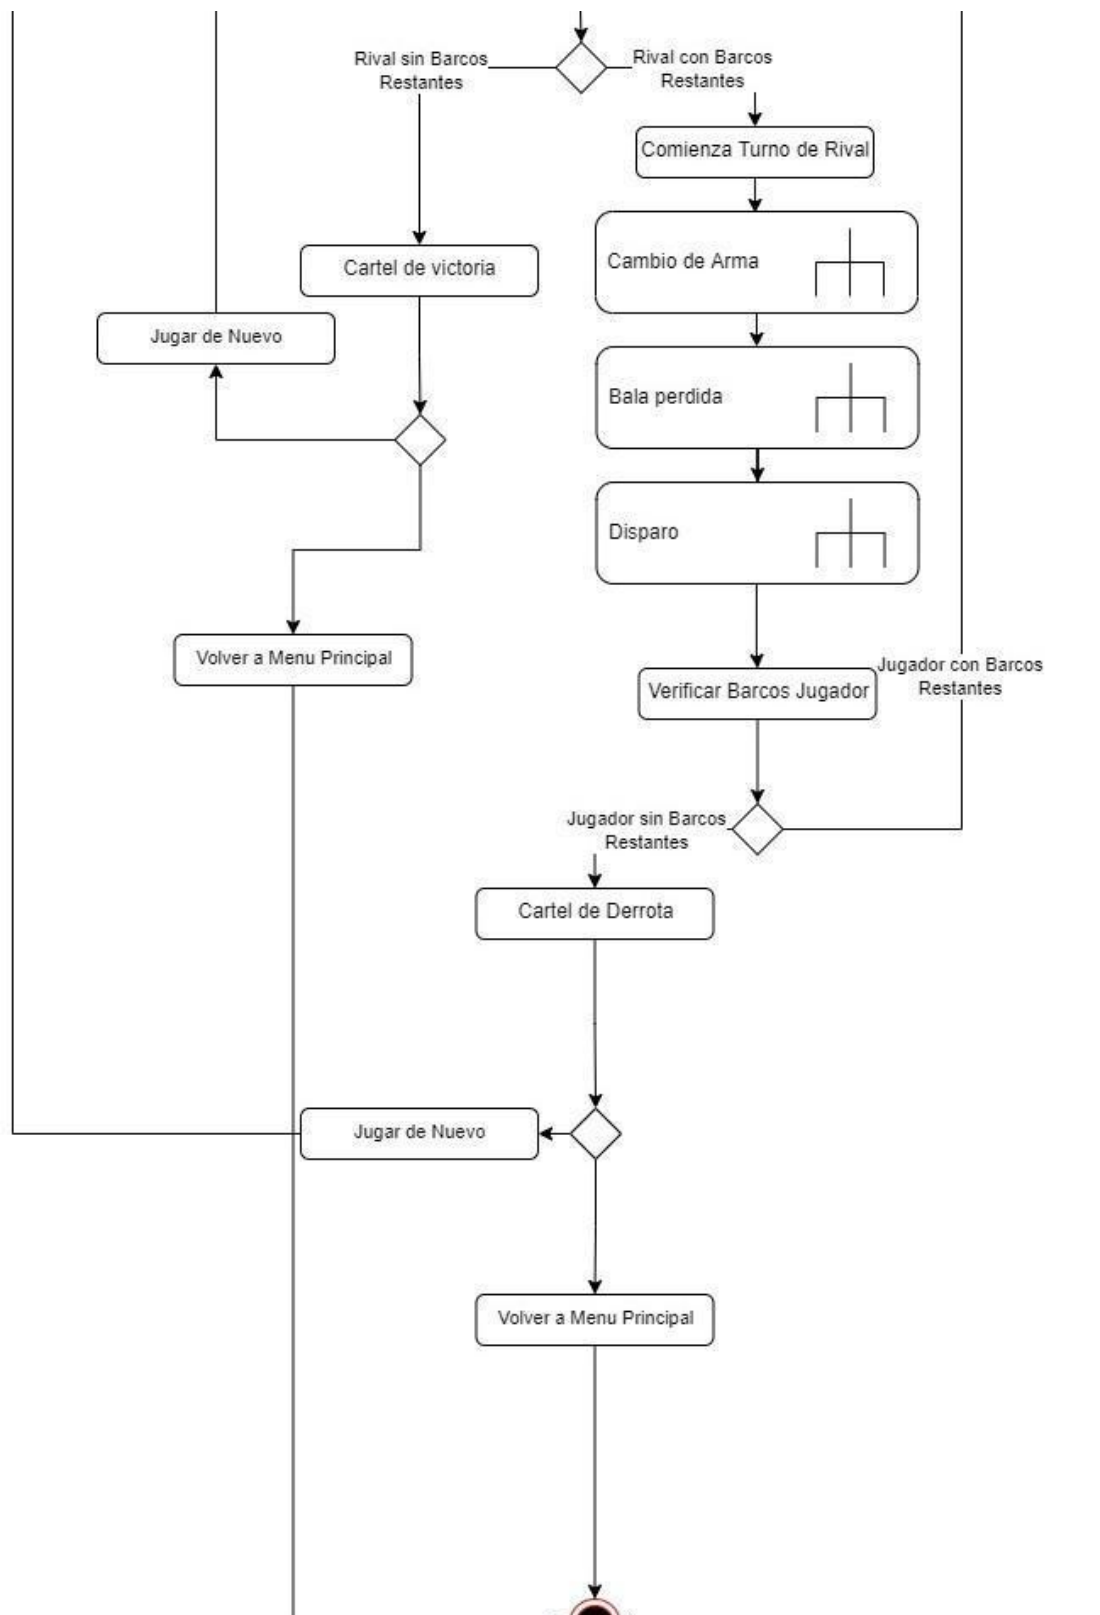 Rival sin Barcos
Restantes
Rival con Barcos
Restantes
Comienza Turno de Rival
Cambio de Arma
Cartel de victoria
Jugar de Nuevo
Bala perdida
Disparo
Volver a Menu Principal
Jugador con Barcos
Restantes
Verificar Barcos Jugador
Jugador sin Barcos
Restantes
Cartel de Derrota
Jugar de Nuevo
Volver a Menu Principal